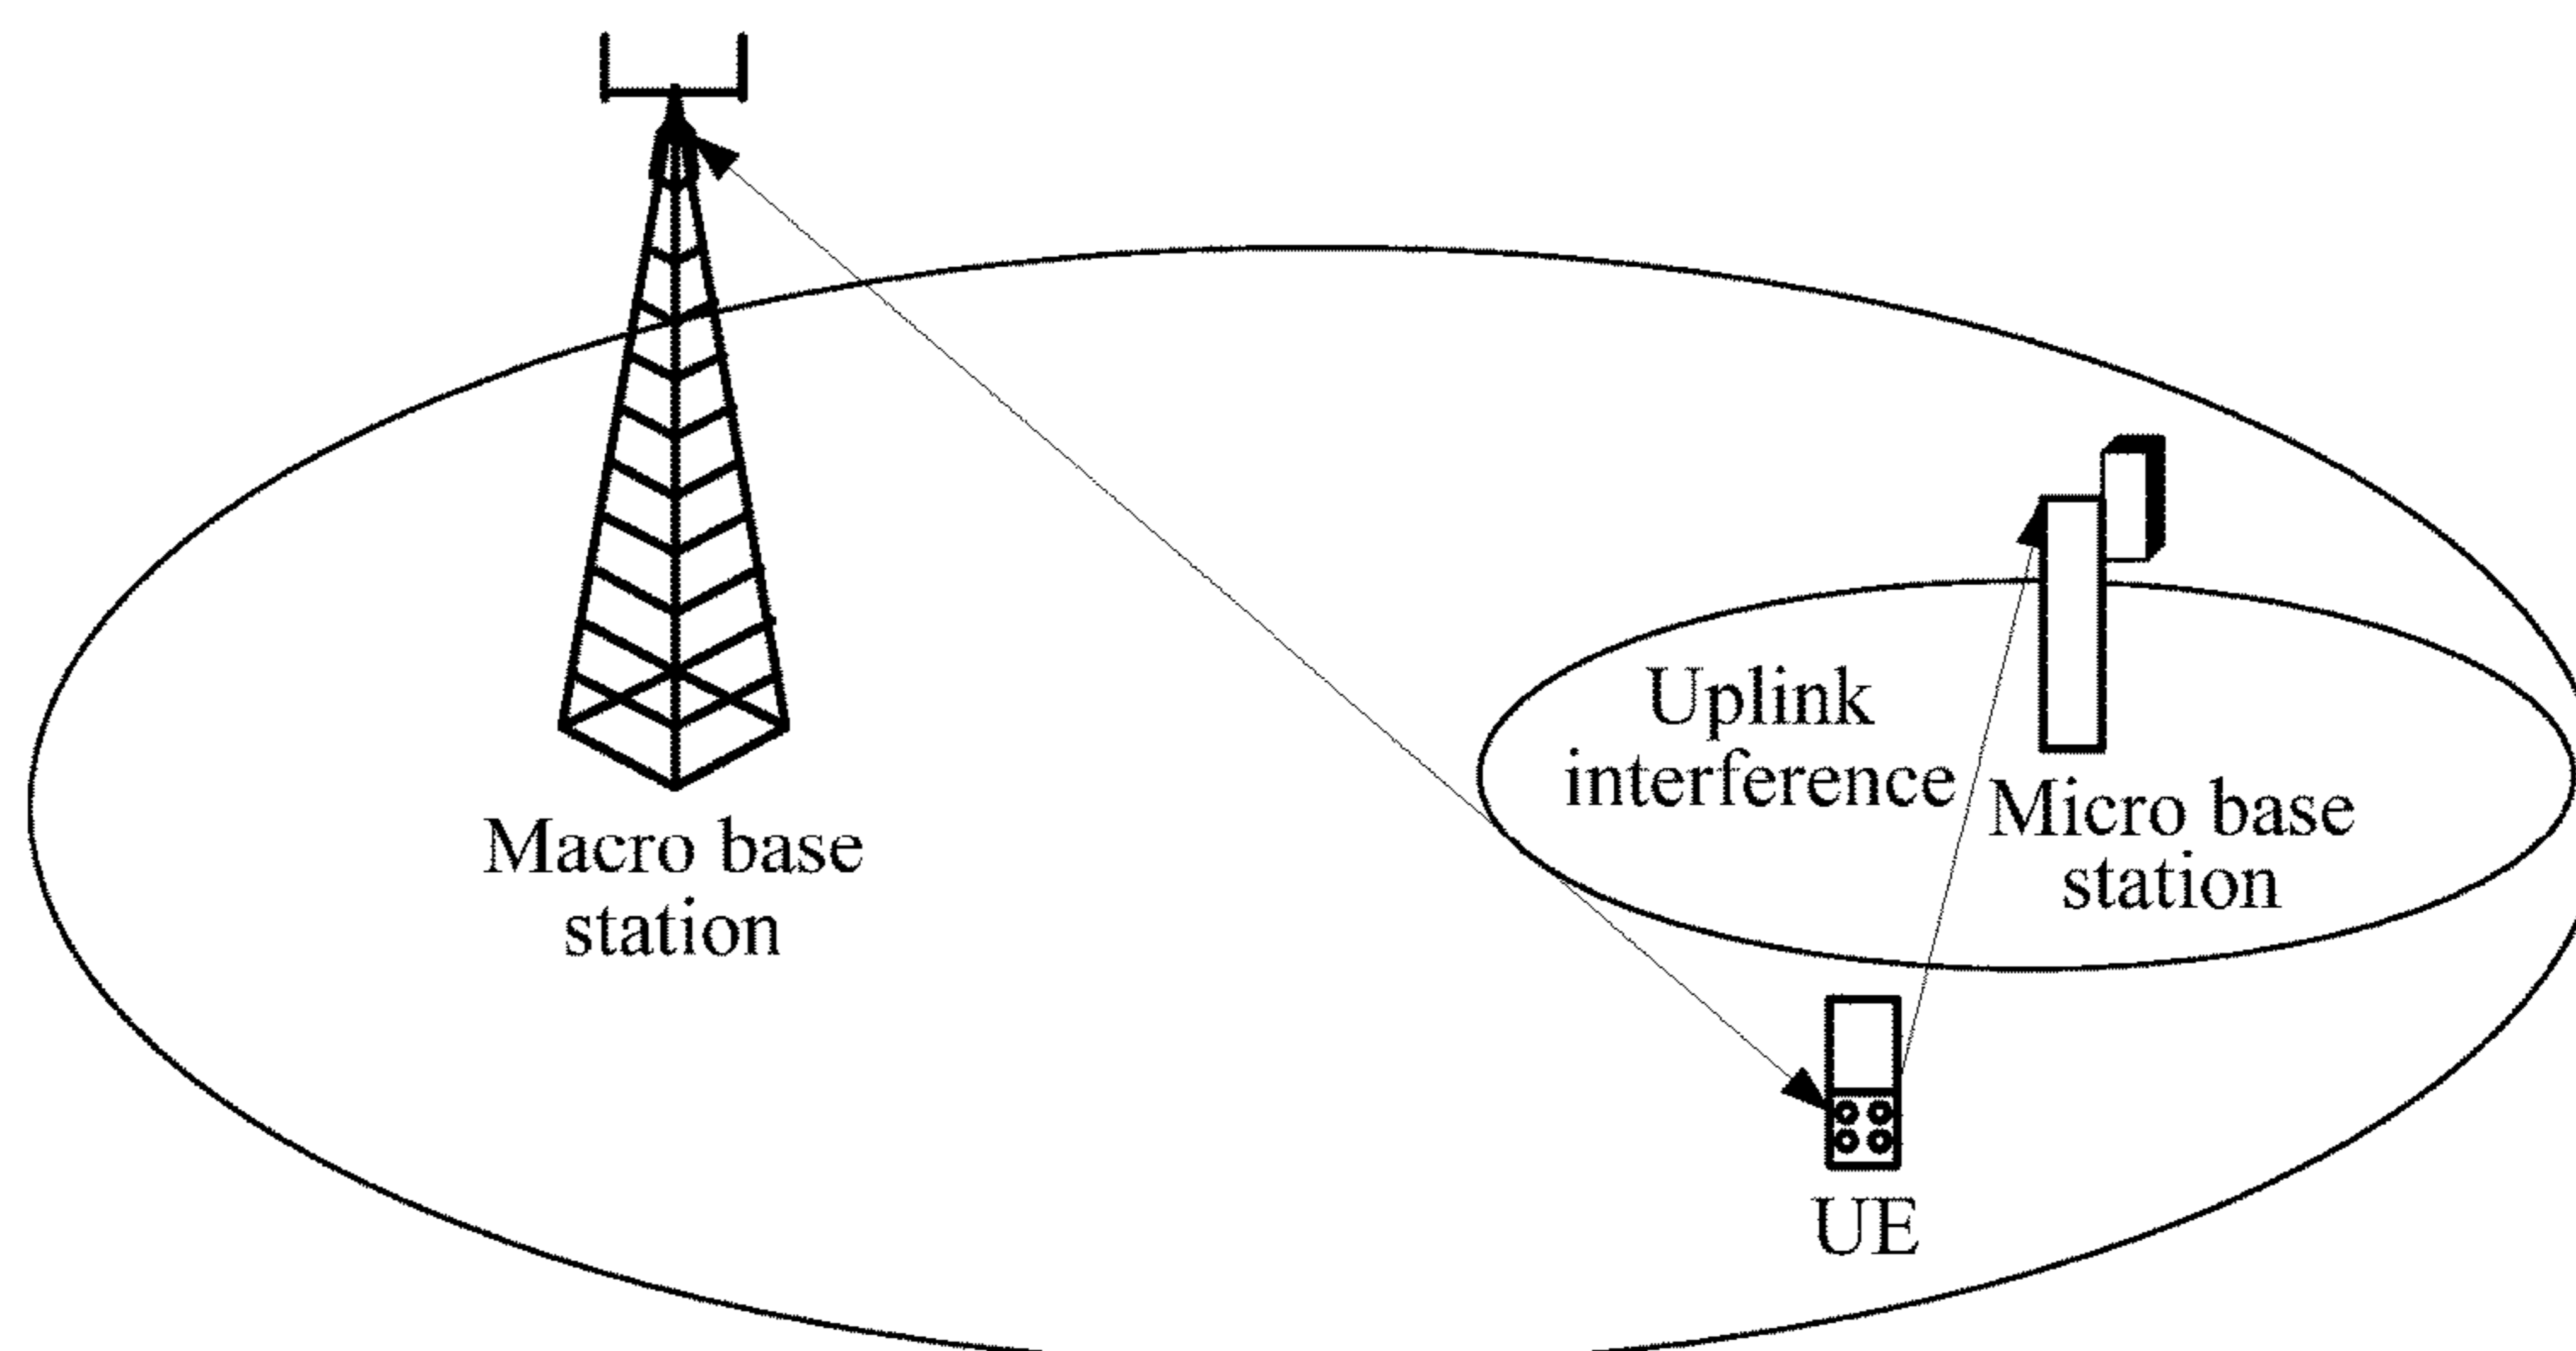 Macro base
station
Uplink
interference
Micro base
station
UE